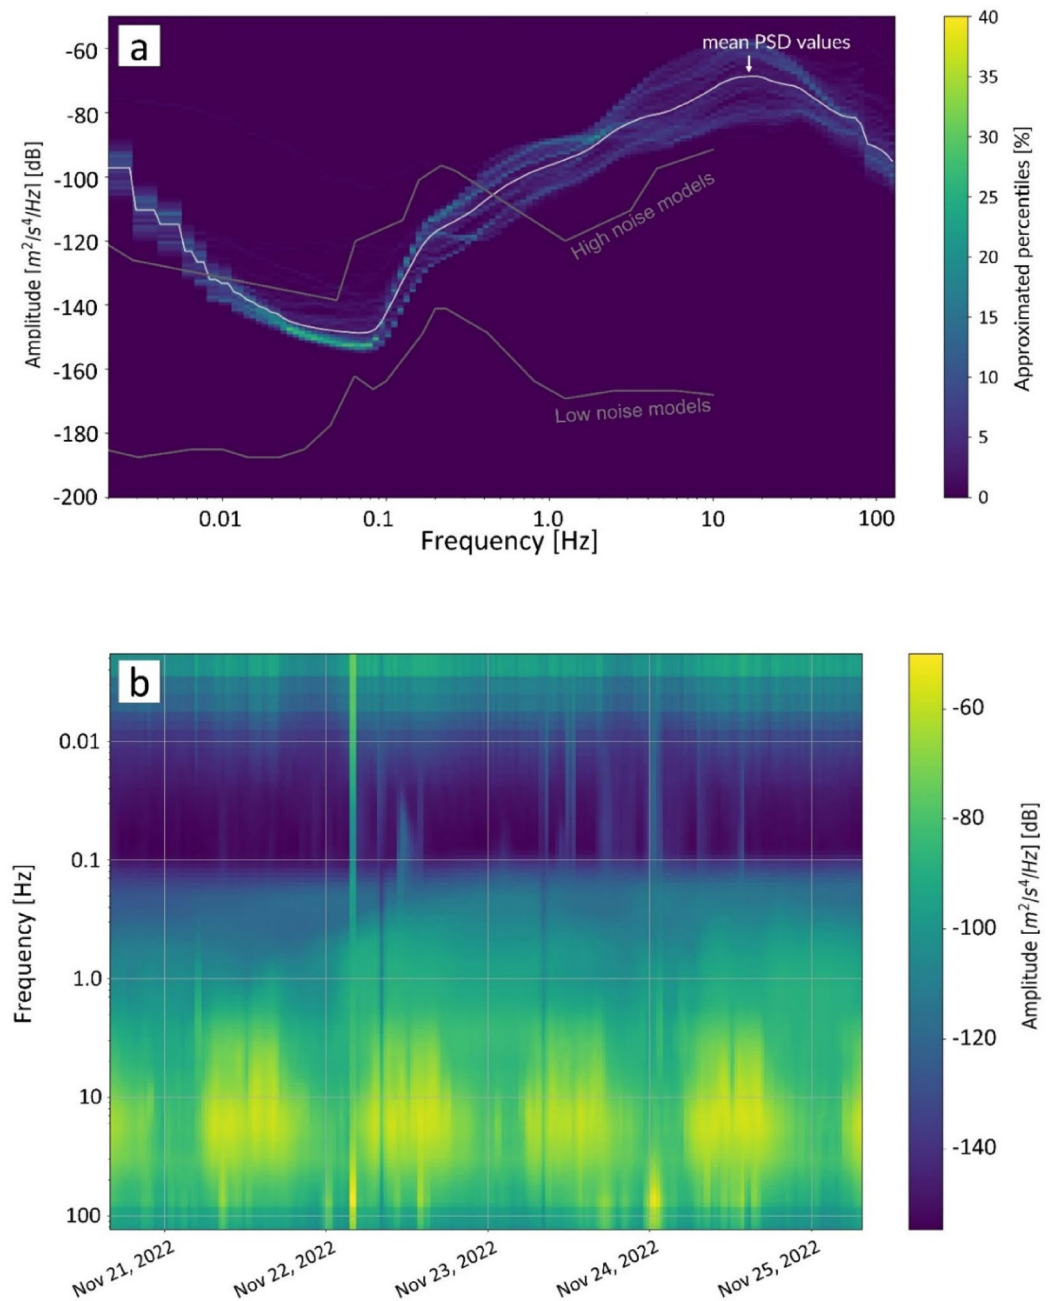 a
mean PSD values
High noise models
Low noise models
-60
-80
-100
-120
-140
-160
-180
-200
Amplitude [m²/s⁴/Hz] [dB]
0.01
0.1
1.0
10
100
Frequency [Hz]
40
35
30
25
20
15
10
5
0
Approximated percentiles [%]
b
0.01
0.1
1.0
10
100
Frequency [Hz]
Nov 21, 2022
Nov 22, 2022
Nov 23, 2022
Nov 24, 2022
Nov 25, 2022
-60
-80
-100
-120
-140
Amplitude [m²/s⁴/Hz] [dB]